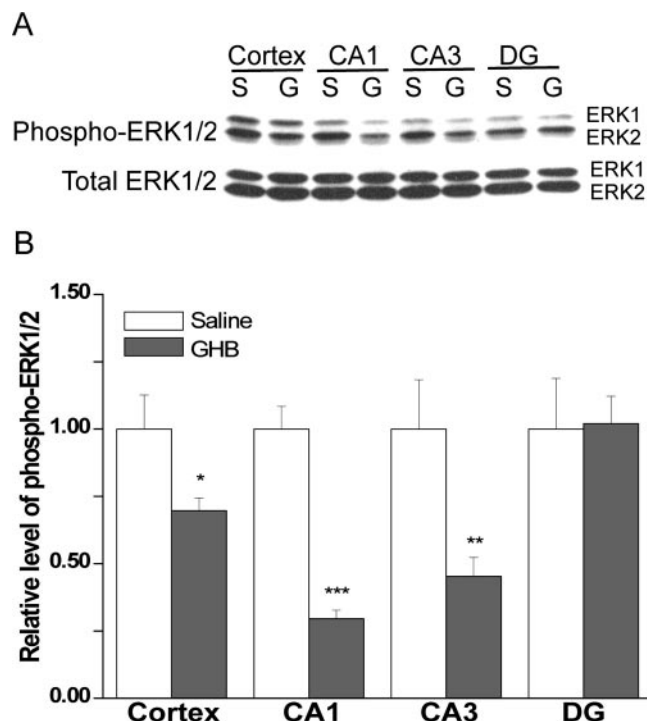 A
Cortex CA1 CA3 DG
S G S G S G S G
Phospho-ERK1/2 ERK1
ERK2
Total ERK1/2 ERK1
ERK2
B
Relative level of phospho-ERK1/2
1.50
1.00
0.50
0.00
Saline
GHB
*
***
**
Cortex CA1 CA3 DG